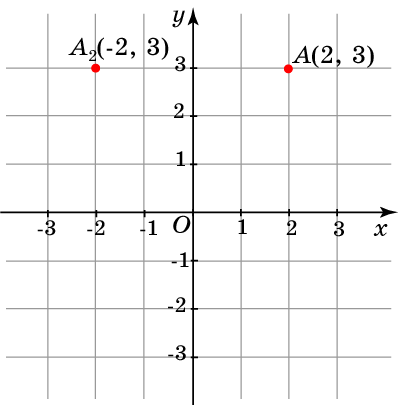 y
A₂(-2, 3)
A(2, 3)
3
2
1
-3 -2 -1 O 1 2 3 x
-1
-2
-3